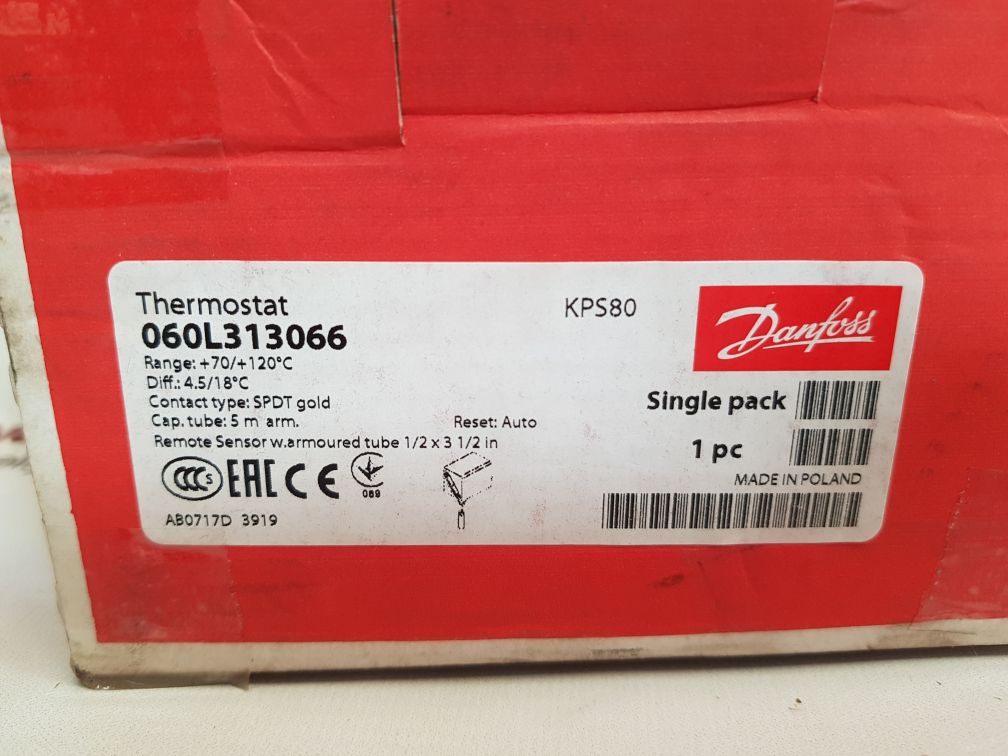 Thermostat
KPS80
Danfoss
060L313066
Range: +70/+120°C
Diff.: 4.5/18°C
Contact type: SPDT gold
Single pack
Cap. tube: 5 m arm.
Reset: Auto
Remote Sensor w.armoured tube 1/2 x 3 1/2 in
1 pc
MADE IN POLAND
CCC S EAC CE 089
AB0717D 3919